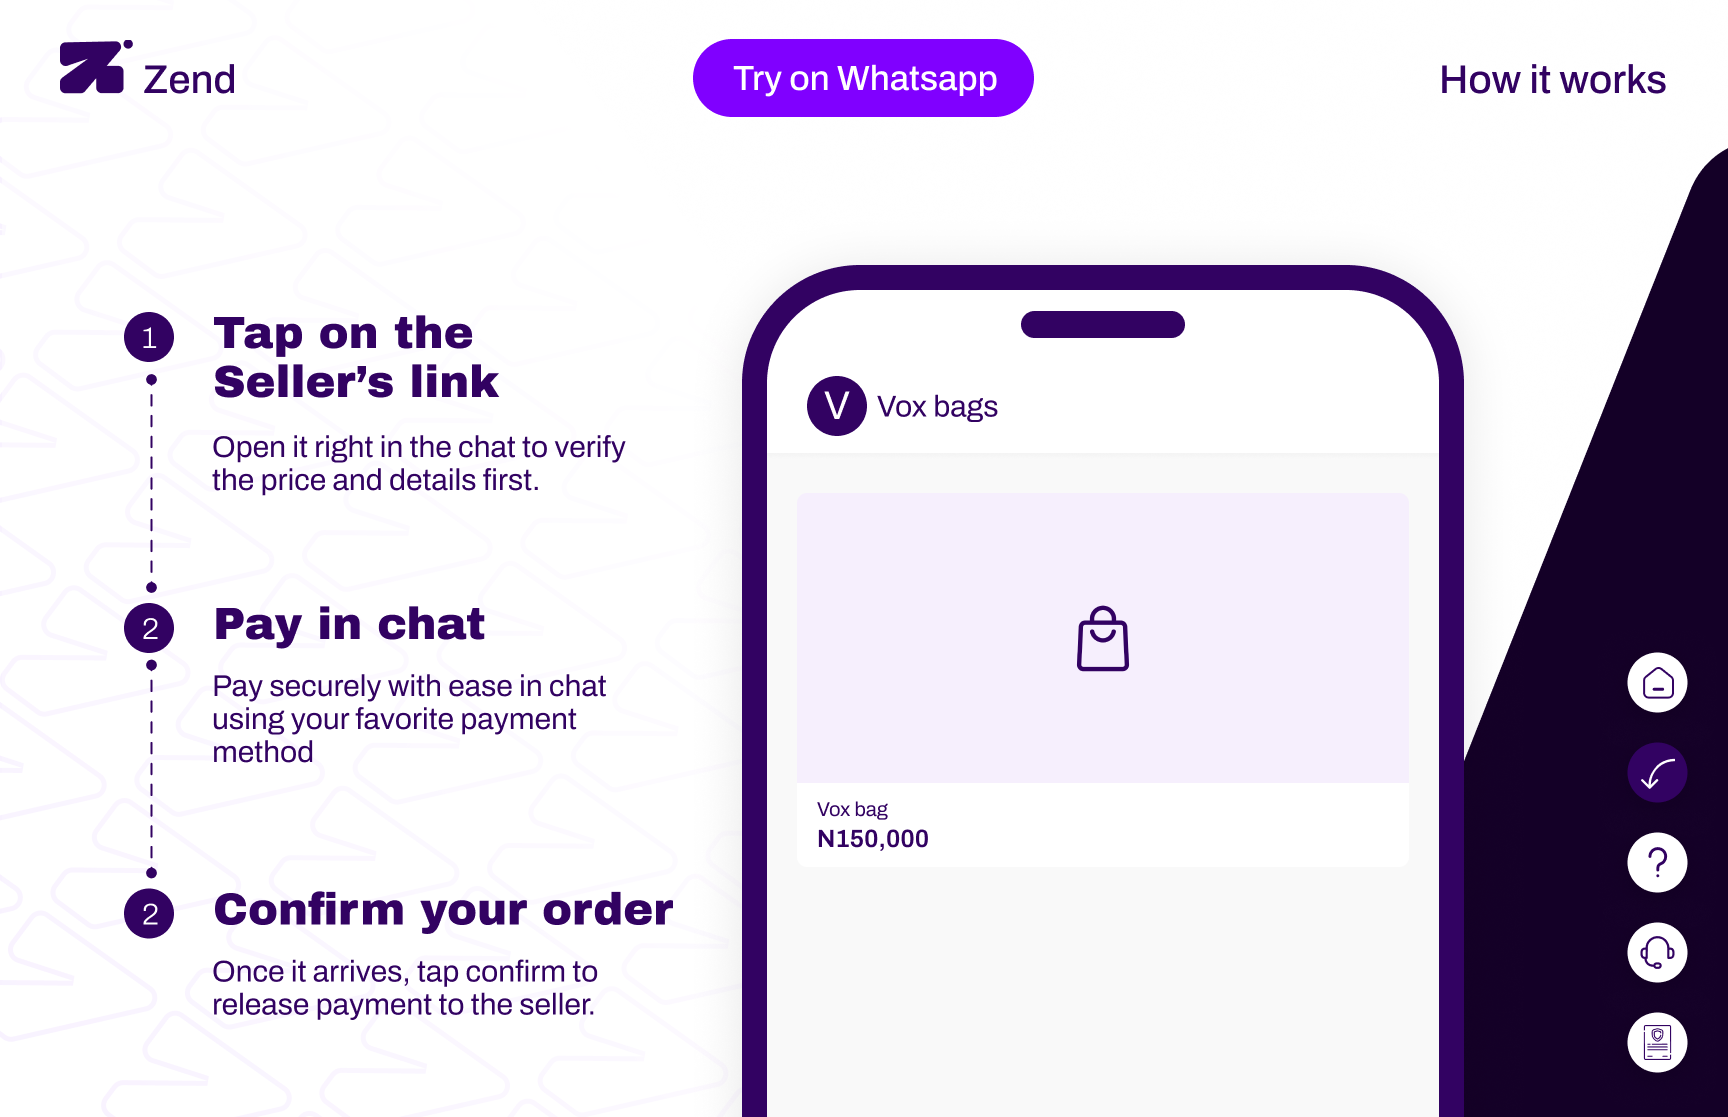 Zend
Try on Whatsapp
How it works
1
Tap on the
Seller’s link
Open it right in the chat to verify
the price and details first.
2
Pay in chat
Pay securely with ease in chat
using your favorite payment
method
2
Confirm your order
Once it arrives, tap confirm to
release payment to the seller.
V
Vox bags
Vox bag
N150,000